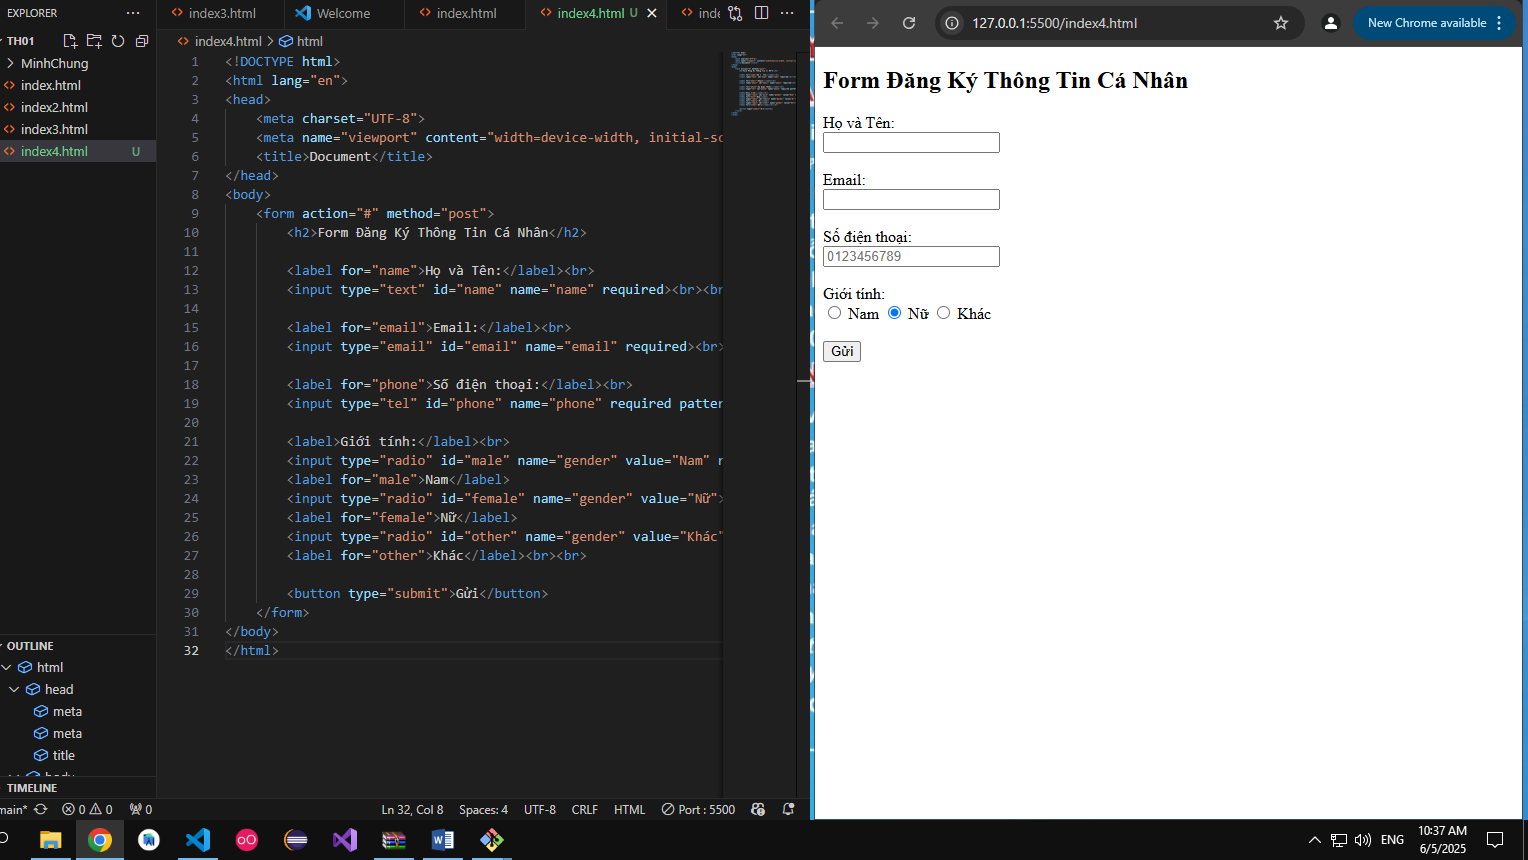 EXPLORER
TH01
MinhChung
index.html
index2.html
index3.html
index4.html U
OUTLINE
html
head
meta
meta
title
body
TIMELINE
index3.html
Welcome
index.html
index4.html U
inde
index4.html > html
1 <!DOCTYPE html>
2 <html lang="en">
3 <head>
4 <meta charset="UTF-8">
5 <meta name="viewport" content="width=device-width, initial-sc
6 <title>Document</title>
7 </head>
8 <body>
9 <form action="#" method="post">
10 <h2>Form Đăng Ký Thông Tin Cá Nhân</h2>
11
12 <label for="name">Họ và Tên:</label><br>
13 <input type="text" id="name" name="name" required><br><br
14
15 <label for="email">Email:</label><br>
16 <input type="email" id="email" name="email" required><br>
17
18 <label for="phone">Số điện thoại:</label><br>
19 <input type="tel" id="phone" name="phone" required patter
20
21 <label>Giới tính:</label><br>
22 <input type="radio" id="male" name="gender" value="Nam" r
23 <label for="male">Nam</label>
24 <input type="radio" id="female" name="gender" value="Nữ">
25 <label for="female">Nữ</label>
26 <input type="radio" id="other" name="gender" value="Khác"
27 <label for="other">Khác</label><br><br>
28
29 <button type="submit">Gửi</button>
30 </form>
31 </body>
32 </html>
main* 0 0 0 Ln 32, Col 8 Spaces: 4 UTF-8 CRLF HTML Port : 5500
127.0.0.1:5500/index4.html
New Chrome available
Form Đăng Ký Thông Tin Cá Nhân
Họ và Tên:
Email:
Số điện thoại:
0123456789
Giới tính:
Nam Nữ Khác
Gửi
ENG
10:37 AM
6/5/2025